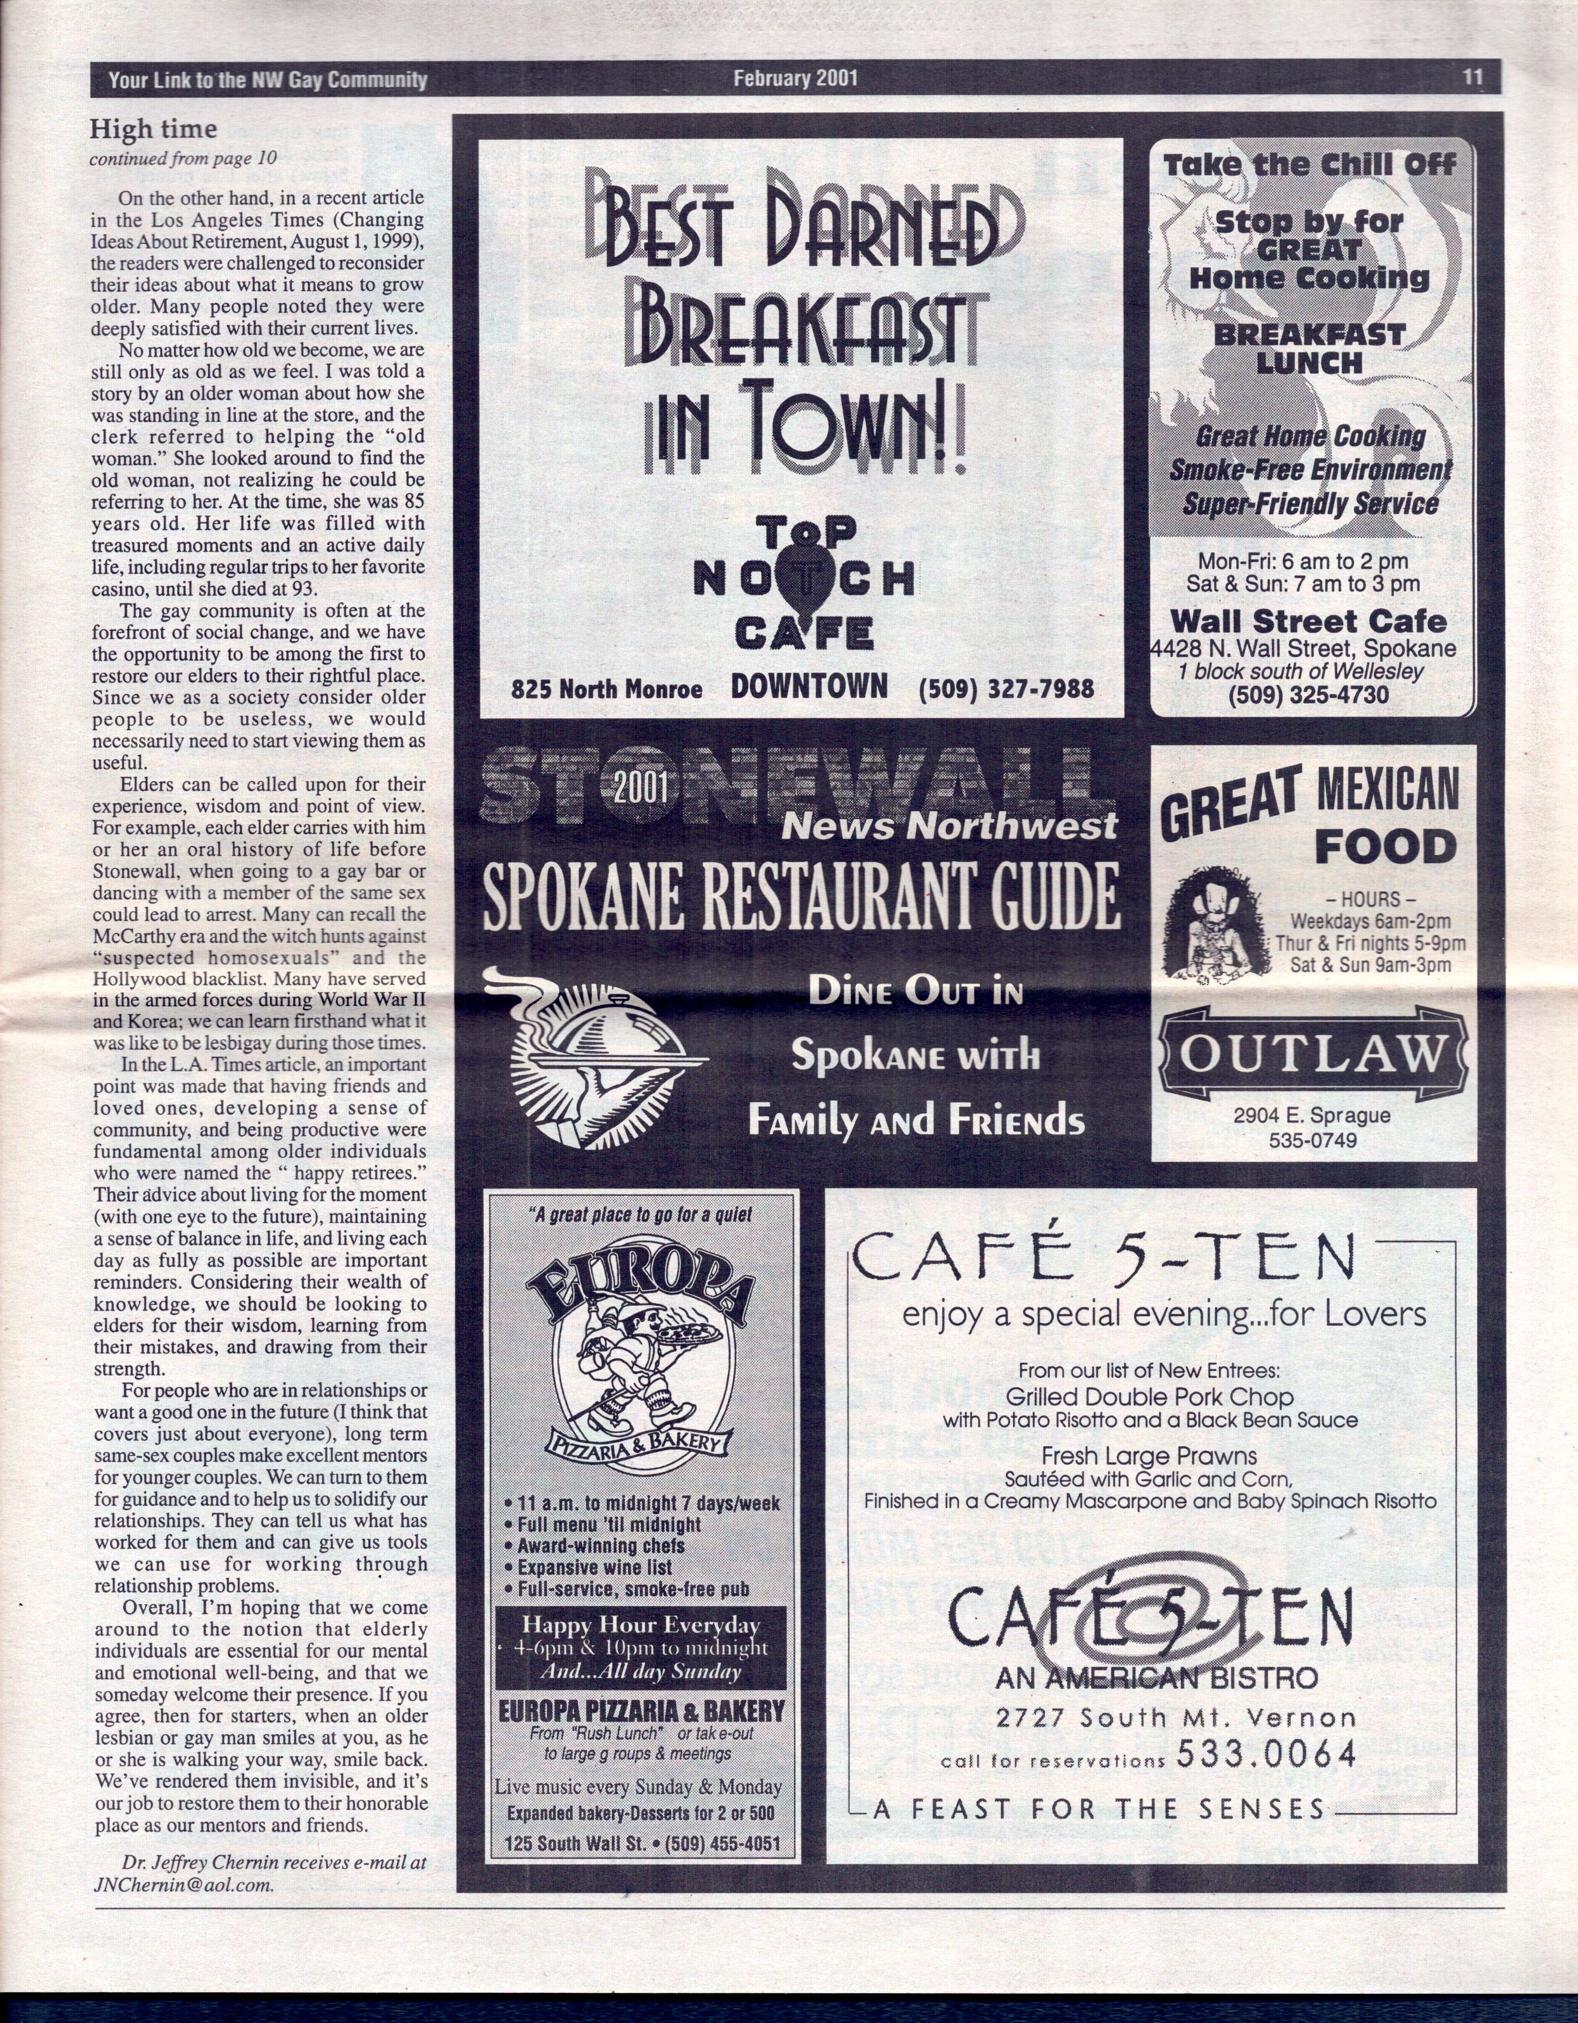 Your Link to the NW Gay Community
February 2001
11
High time
continued from page 10
On the other hand, in a recent article
in the Los Angeles Times (Changing
Ideas About Retirement, August 1, 1999),
the readers were challenged to reconsider
their ideas about what it means to grow
older. Many people noted they were
deeply satisfied with their current lives.
No matter how old we become, we are
still only as old as we feel. I was told a
story by an older woman about how she
was standing in line at the store, and the
clerk referred to helping the "old
woman." She looked around to find the
old woman, not realizing he could be
referring to her. At the time, she was 85
years old. Her life was filled with
treasured moments and an active daily
life, including regular trips to her favorite
casino, until she died at 93.
The gay community is often at the
forefront of social change, and we have
the opportunity to be among the first to
restore our elders to their rightful place.
Since we as a society consider older
people to be useless, we would
necessarily need to start viewing them as
useful.
Elders can be called upon for their
experience, wisdom and point of view.
For example, each elder carries with him
or her an oral history of life before
Stonewall, when going to a gay bar or
dancing with a member of the same sex
could lead to arrest. Many can recall the
McCarthy era and the witch hunts against
"suspected homosexuals" and the
Hollywood blacklist. Many have served
in the armed forces during World War II
and Korea; we can learn firsthand what it
was like to be lesbigay during those times.
In the L.A. Times article, an important
point was made that having friends and
loved ones, developing a sense of
community, and being productive were
fundamental among older individuals
who were named the " happy retirees."
Their advice about living for the moment
(with one eye to the future), maintaining
a sense of balance in life, and living each
day as fully as possible are important
reminders. Considering their wealth of
knowledge, we should be looking to
elders for their wisdom, learning from
their mistakes, and drawing from their
strength.
For people who are in relationships or
want a good one in the future (I think that
covers just about everyone), long term
same-sex couples make excellent mentors
for younger couples. We can turn to them
for guidance and to help us to solidify our
relationships. They can tell us what has
worked for them and can give us tools
we can use for working through
relationship problems.
Overall, I'm hoping that we come
around to the notion that elderly
individuals are essential for our mental
and emotional well-being, and that we
someday welcome their presence. If you
agree, then for starters, when an older
lesbian or gay man smiles at you, as he
or she is walking your way, smile back.
We've rendered them invisible, and it's
our job to restore them to their honorable
place as our mentors and friends.
Dr. Jeffrey Chernin receives e-mail at
JNChernin@aol.com.
BEST DARNED
BREAKFAST
IN TOWN!!
TOP
NOTCH
CAFE
825 North Monroe DOWNTOWN (509) 327-7988
Take the Chill Off
Stop by for
GREAT
Home Cooking
BREAKFAST
LUNCH
Great Home Cooking
Smoke-Free Environment
Super-Friendly Service
Mon-Fri: 6 am to 2 pm
Sat & Sun: 7 am to 3 pm
Wall Street Cafe
4428 N. Wall Street, Spokane
1 block south of Wellesley
(509) 325-4730
STONEWALL
2001
News Northwest
SPOKANE RESTAURANT GUIDE
DINE OUT IN
SPOKANE WITH
FAMILY AND FRIENDS
GREAT MEXICAN
FOOD
– HOURS –
Weekdays 6am-2pm
Thur & Fri nights 5-9pm
Sat & Sun 9am-3pm
OUTLAW
2904 E. Sprague
535-0749
"A great place to go for a quiet
EUROPA
PIZZARIA & BAKERY
• 11 a.m. to midnight 7 days/week
• Full menu 'til midnight
• Award-winning chefs
• Expansive wine list
• Full-service, smoke-free pub
Happy Hour Everyday
4-6pm & 10pm to midnight
And...All day Sunday
EUROPA PIZZARIA & BAKERY
From "Rush Lunch" or take-out
to large g roups & meetings
Live music every Sunday & Monday
Expanded bakery-Desserts for 2 or 500
125 South Wall St. • (509) 455-4051
CAFÉ 5-TEN
enjoy a special evening...for Lovers
From our list of New Entrees:
Grilled Double Pork Chop
with Potato Risotto and a Black Bean Sauce
Fresh Large Prawns
Sautéed with Garlic and Corn,
Finished in a Creamy Mascarpone and Baby Spinach Risotto
CAFÉ 5-TEN
AN AMERICAN BISTRO
2727 South Mt. Vernon
call for reservations 533.0064
A FEAST FOR THE SENSES